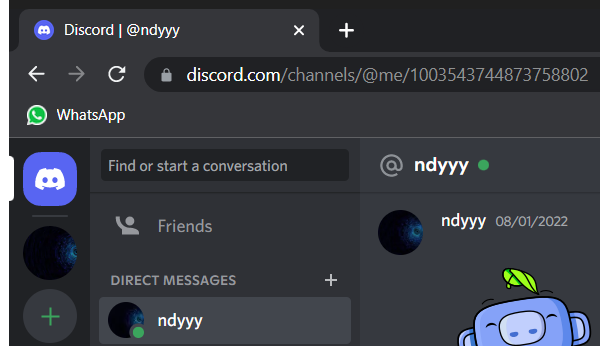 Discord | @ndyyy
discord.com/channels/@me/1003543744873758802
WhatsApp
Find or start a conversation
ndyyy
Friends
ndyyy 08/01/2022
DIRECT MESSAGES
ndyyy